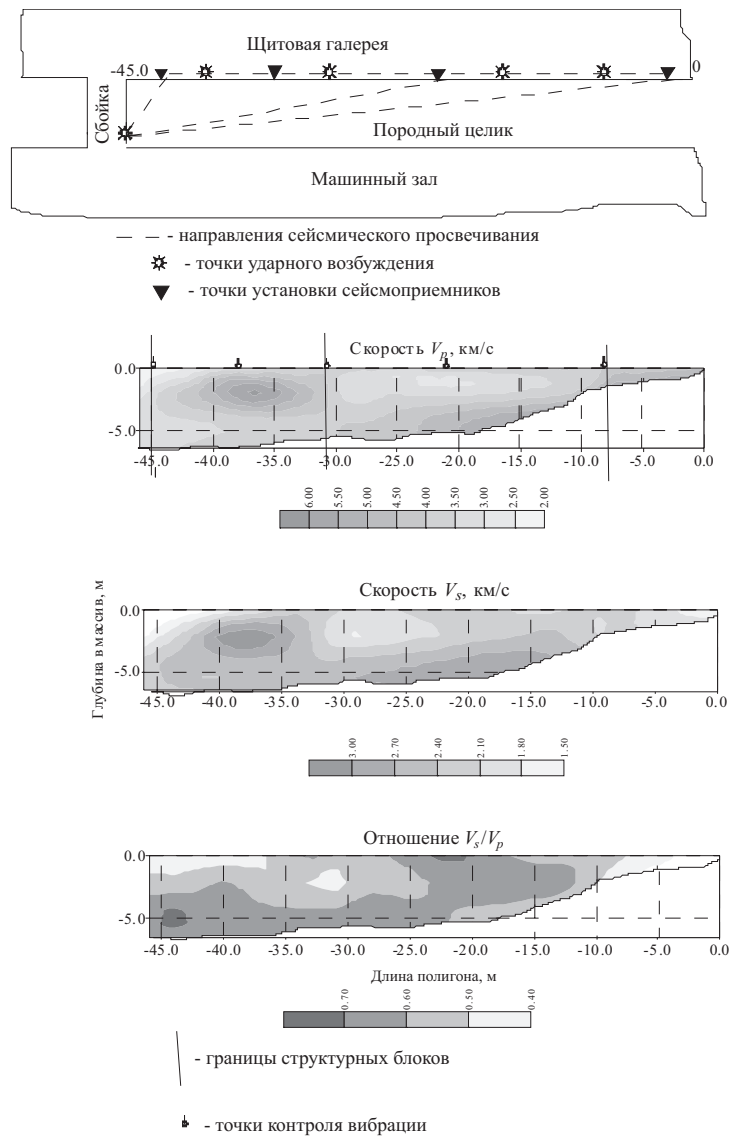 Щитовая галерея
-45.0
0
Сбойка
Породный целик
Машинный зал
- направления сейсмического просвечивания
- точки ударного возбуждения
- точки установки сейсмоприемников
Скорость Vp, км/с
0.0
-5.0
-45.0 -40.0 -35.0 -30.0 -25.0 -20.0 -15.0 -10.0 -5.0 0.0
6.00 5.50 5.00 4.50 4.00 3.50 3.00 2.50 2.00
Скорость Vs, км/с
Глубина в массив, м
0.0
-5.0
-45.0 -40.0 -35.0 -30.0 -25.0 -20.0 -15.0 -10.0 -5.0 0.0
3.00 2.70 2.40 2.10 1.80 1.50
Отношение Vs/Vp
0.0
-5.0
-45.0 -40.0 -35.0 -30.0 -25.0 -20.0 -15.0 -10.0 -5.0 0.0
Длина полигона, м
0.70 0.60 0.50 0.40
- границы структурных блоков
- точки контроля вибрации